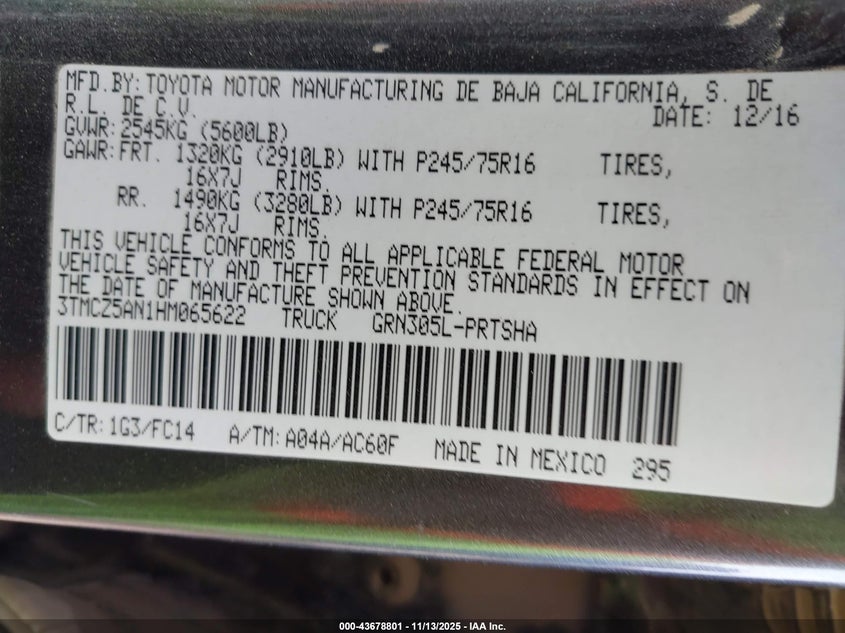 MFD.BY: TOYOTA MOTOR MANUFACTURING DE BAJA CALIFORNIA, S. DE
R.L. DE C.V. DATE: 12/16
GVWR: 2545KG (5600LB)
GAWR: FRT. 1320KG (2910LB) WITH P245/75R16 TIRES,
16X7J RIMS.
RR. 1490KG (3280LB) WITH P245/75R16 TIRES,
16X7J RIMS.
THIS VEHICLE CONFORMS TO ALL APPLICABLE FEDERAL MOTOR
VEHICLE SAFETY AND THEFT PREVENTION STANDARDS IN EFFECT ON
THE DATE OF MANUFACTURE SHOWN ABOVE.
3TMCZ5AN1HM065622 TRUCK GRN305L-PRTSHA
C/TR: 1G3/FC14 A/TM: A04A/AC60F MADE IN MEXICO 295
000-43678801 - 11/13/2025 - IAA Inc.